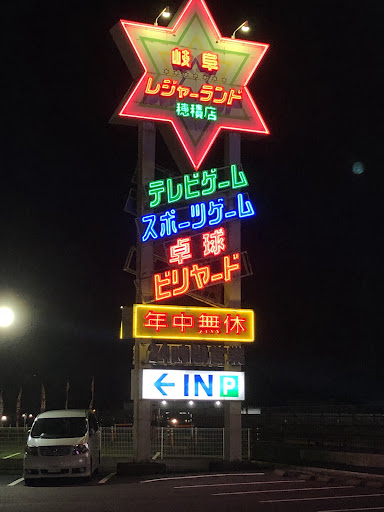 岐阜
レジャーランド
穂積店
テレビゲーム
スポーツゲーム
卓球
ビリヤード
年中無休
←IN P